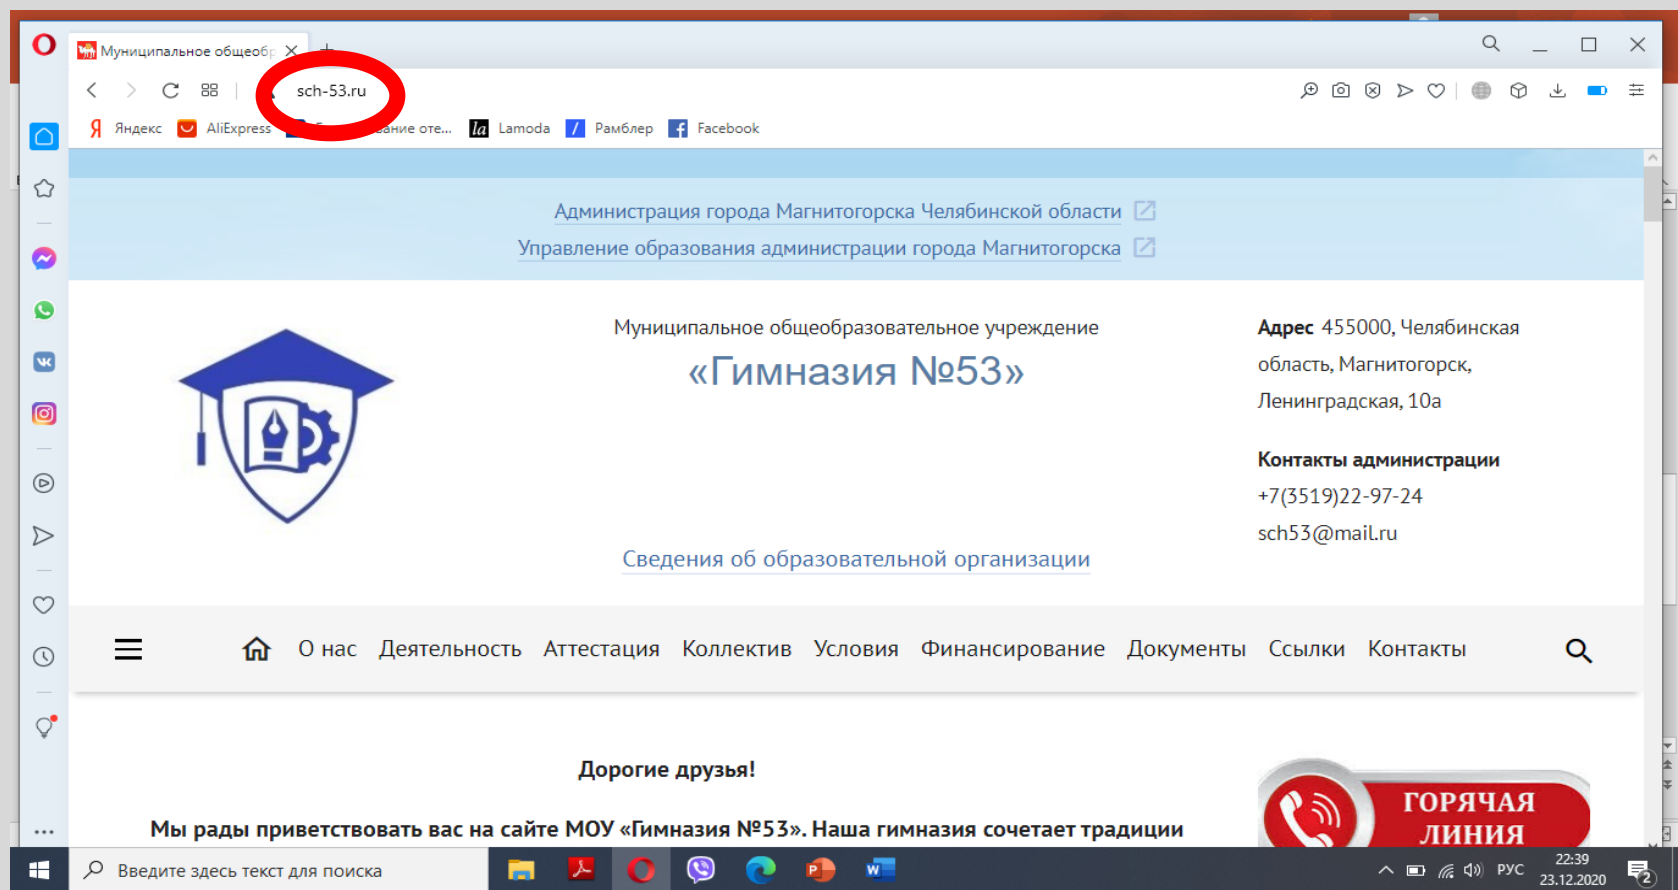 Муниципальное общеобр
sch-53.ru
Яндекс AliExpress ание оте... la Lamoda Рамблер Facebook
Администрация города Магнитогорска Челябинской области
Управление образования администрации города Магнитогорска
Муниципальное общеобразовательное учреждение
«Гимназия №53»
Сведения об образовательной организации
Адрес 455000, Челябинская
область, Магнитогорск,
Ленинградская, 10а
Контакты администрации
+7(3519)22-97-24
sch53@mail.ru
О нас Деятельность Аттестация Коллектив Условия Финансирование Документы Ссылки Контакты
Дорогие друзья!
Мы рады приветствовать вас на сайте МОУ «Гимназия №53». Наша гимназия сочетает традиции
ГОРЯЧАЯ
ЛИНИЯ
Введите здесь текст для поиска
РУС
22:39
23.12.2020
2